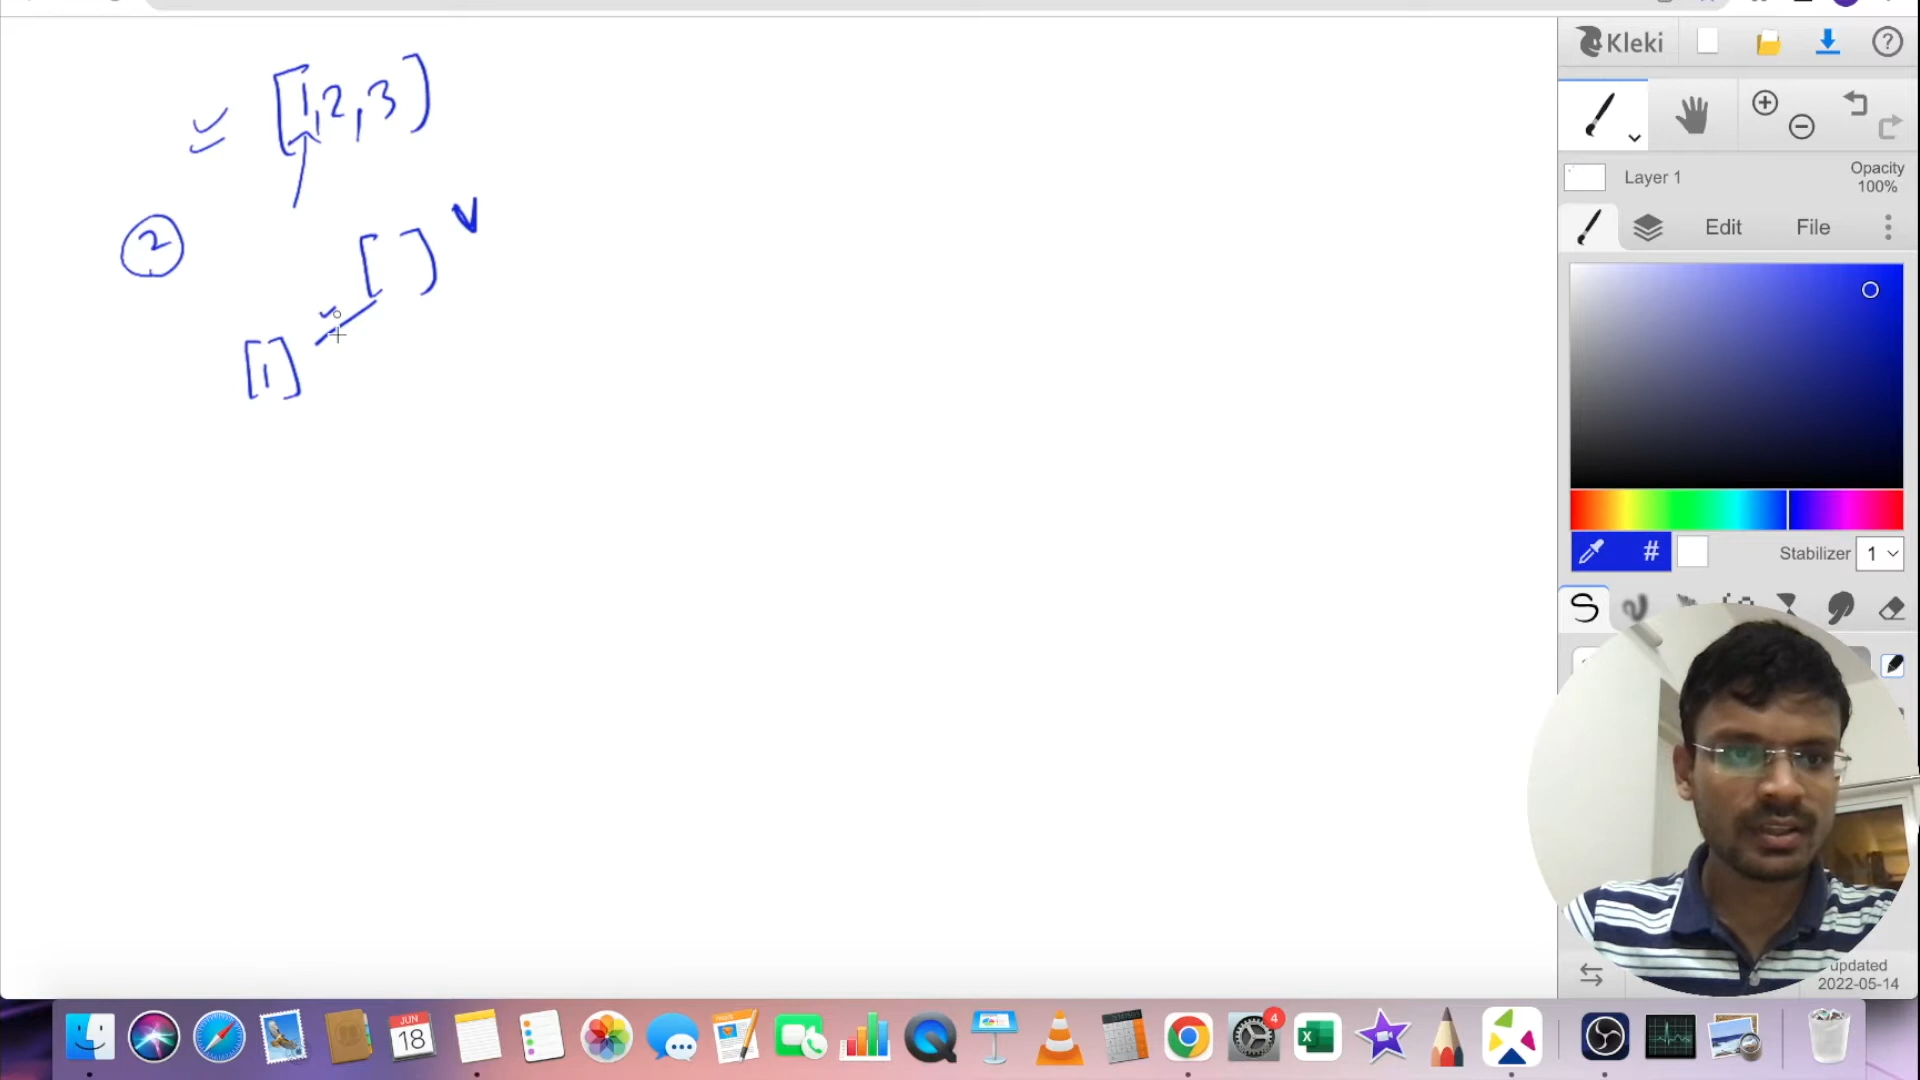 [1,2,3]
2
[ ]
[1]
Kleki
?
Layer 1
Opacity
100%
Edit
File
#
Stabilizer
1
updated
2022-05-14
JUN
18
4